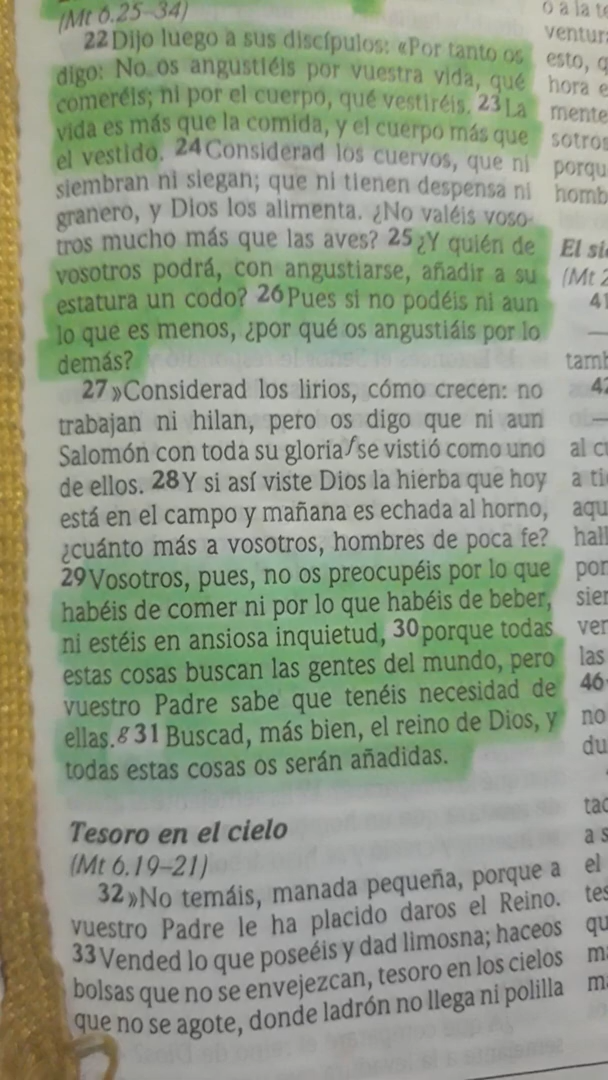 (Mt 6.25-34)
22 Dijo luego a sus discípulos: «Por tanto os
digo: No os angustiéis por vuestra vida, qué
comeréis; ni por el cuerpo, qué vestiréis. 23 La
vida es más que la comida, y el cuerpo más que
el vestido. 24 Considerad los cuervos, que ni
siembran ni siegan; que ni tienen despensa ni
granero, y Dios los alimenta. ¿No valéis voso-
tros mucho más que las aves? 25 ¿Y quién de
vosotros podrá, con angustiarse, añadir a su
estatura un codo? 26 Pues si no podéis ni aun
lo que es menos, ¿por qué os angustiáis por lo
demás?
27 »Considerad los lirios, cómo crecen: no
trabajan ni hilan, pero os digo que ni aun
Salomón con toda su gloria f se vistió como uno
de ellos. 28 Y si así viste Dios la hierba que hoy
está en el campo y mañana es echada al horno,
¿cuánto más a vosotros, hombres de poca fe?
29 Vosotros, pues, no os preocupéis por lo que
habéis de comer ni por lo que habéis de beber,
ni estéis en ansiosa inquietud, 30 porque todas
estas cosas buscan las gentes del mundo, pero
vuestro Padre sabe que tenéis necesidad de
ellas. g 31 Buscad, más bien, el reino de Dios, y
todas estas cosas os serán añadidas.
Tesoro en el cielo
(Mt 6.19-21)
32 »No temáis, manada pequeña, porque a
vuestro Padre le ha placido daros el Reino.
33 Vended lo que poseéis y dad limosna; haceos
bolsas que no se envejezcan, tesoro en los cielos
que no se agote, donde ladrón no llega ni polilla
o a la
esto,
hora
El
(Mt
41
42
al
a
por
las
46
no
a
el